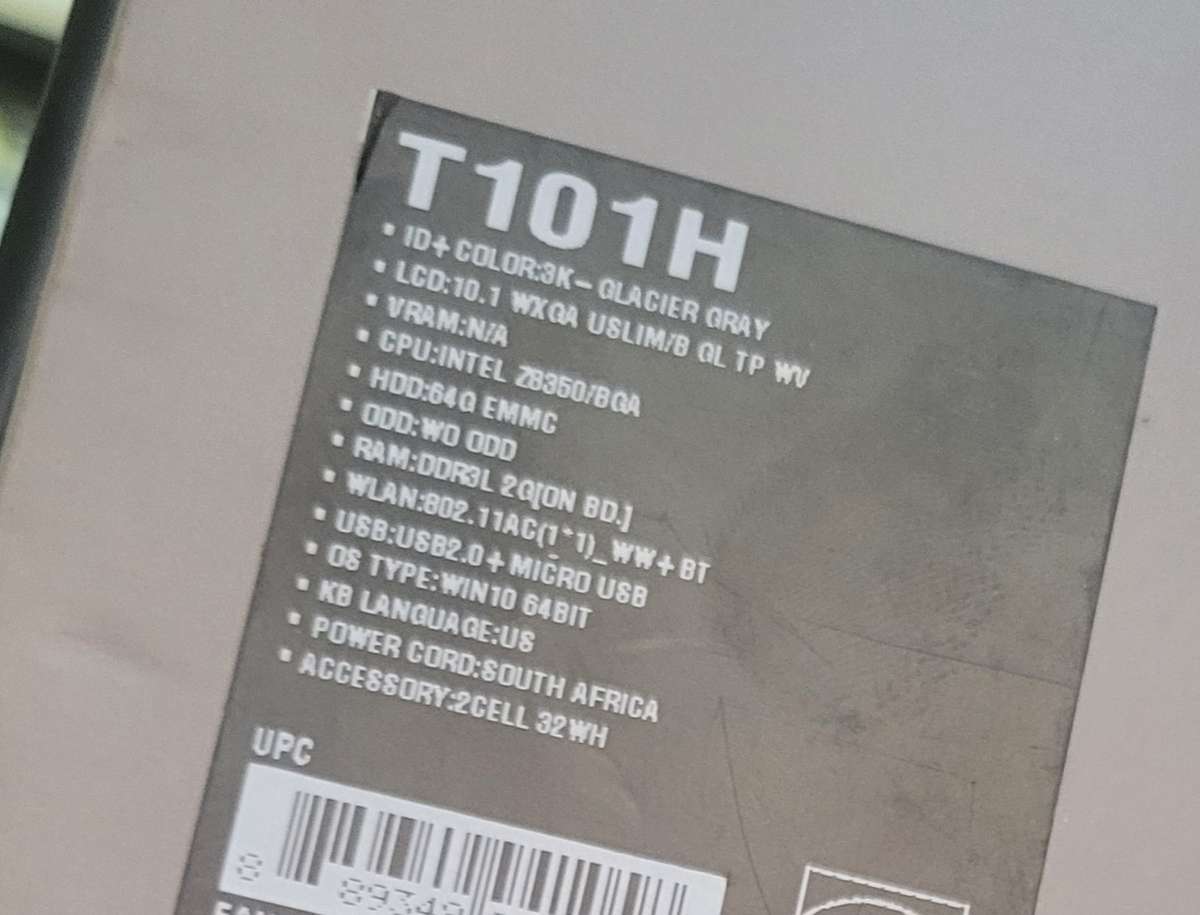 T101H
▪ ID+COLOR:3K-GLACIER GRAY
▪ LCD:10.1 WXGA USLIM/B GL TP WV
▪ VRAM:N/A
▪ CPU:INTEL Z8350/BGA
▪ HDD:64G EMMC
▪ ODD:WO ODD
▪ RAM:DDR3L 2G[ON BD.]
▪ WLAN:802.11AC(1*1)_WW+BT
▪ USB:USB2.0+MICRO USB
▪ OS TYPE:WIN10 64BIT
▪ KB LANGUAGE:US
▪ POWER CORD:SOUTH AFRICA
▪ ACCESSORY:2CELL 32WH
UPC
8